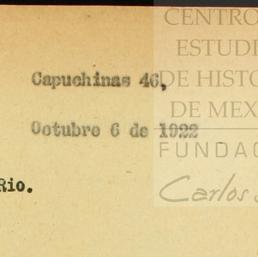 CENTRO
ESTUDI
DE HISTO
DE MEX
FUNDAC
Carlos S
Capuchinas 46,
Octubre 6 de 1922
Rio.